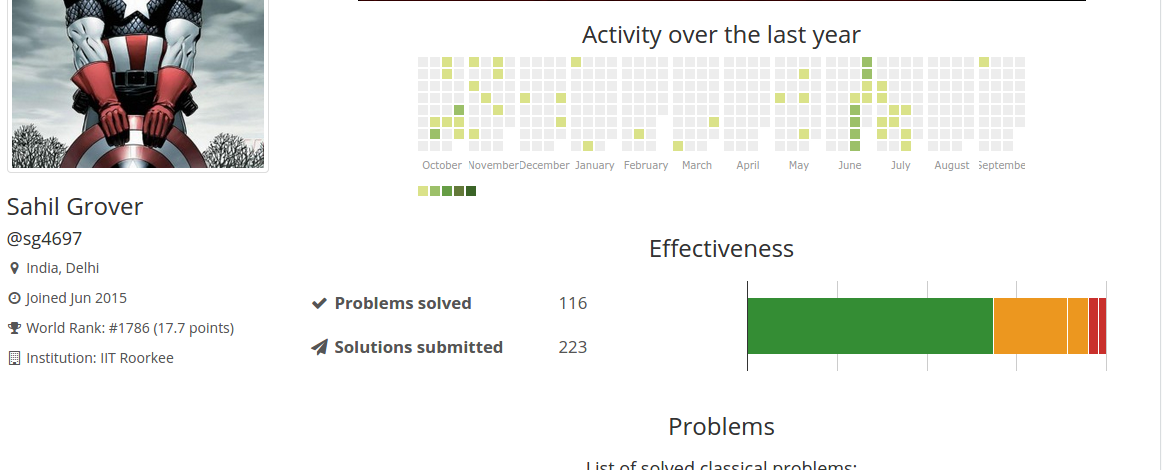 Activity over the last year
October November December January February March April May June July August Septembe
Sahil Grover
@sg4697
India, Delhi
Joined Jun 2015
World Rank: #1786 (17.7 points)
Institution: IIT Roorkee
Effectiveness
Problems solved 116
Solutions submitted 223
Problems
List of solved classical problems: